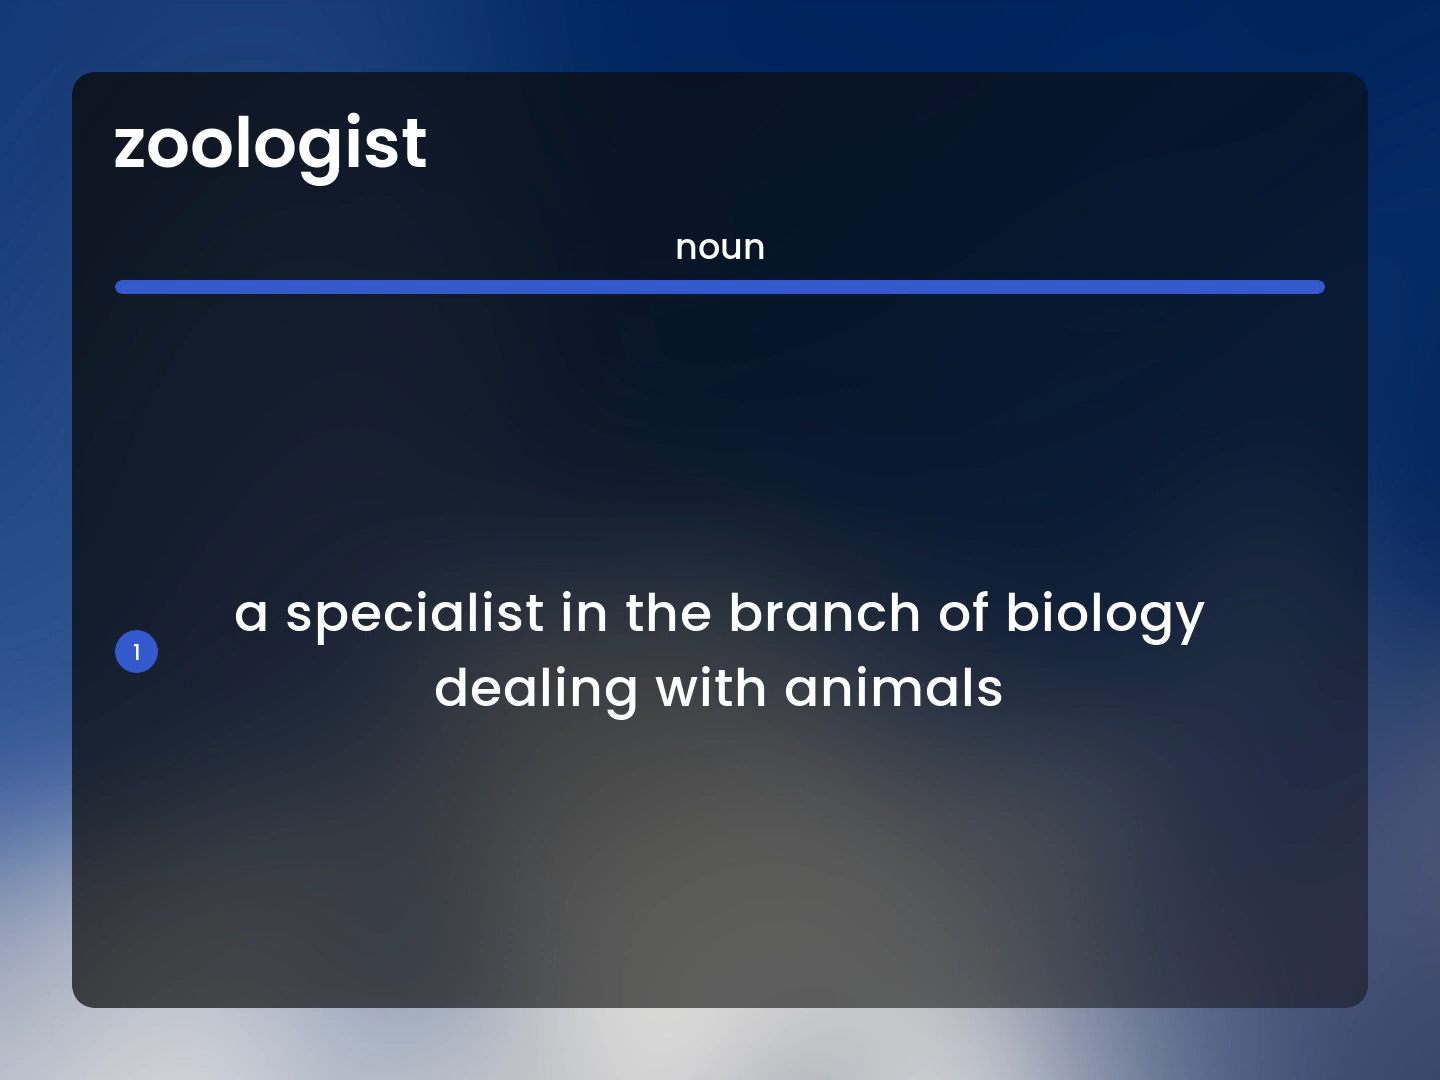 zoologist
noun
1
a specialist in the branch of biology
dealing with animals